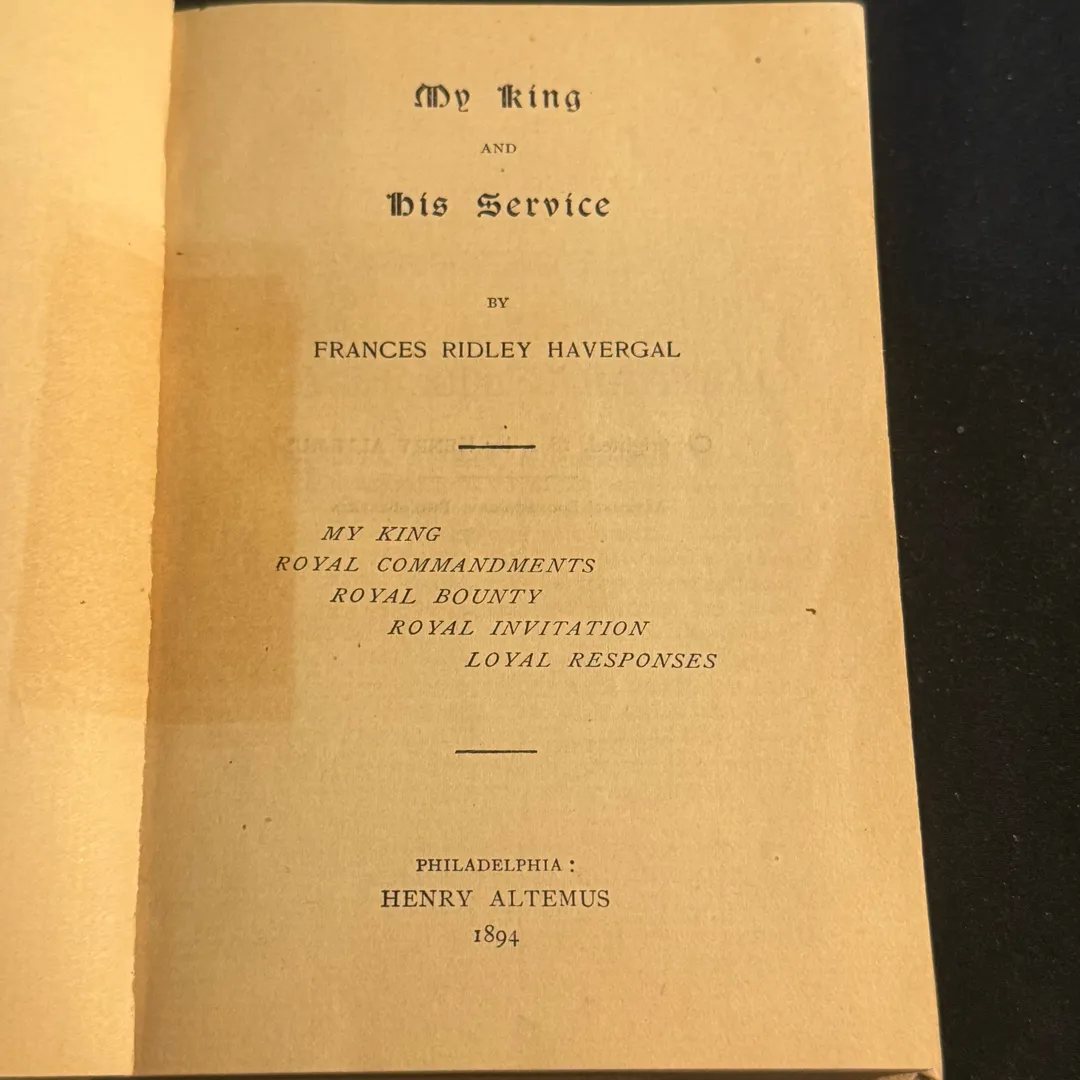 My King
AND
His Service
BY
FRANCES RIDLEY HAVERGAL
MY KING
ROYAL COMMANDMENTS
ROYAL BOUNTY
ROYAL INVITATION
LOYAL RESPONSES
PHILADELPHIA:
HENRY ALTEMUS
1894